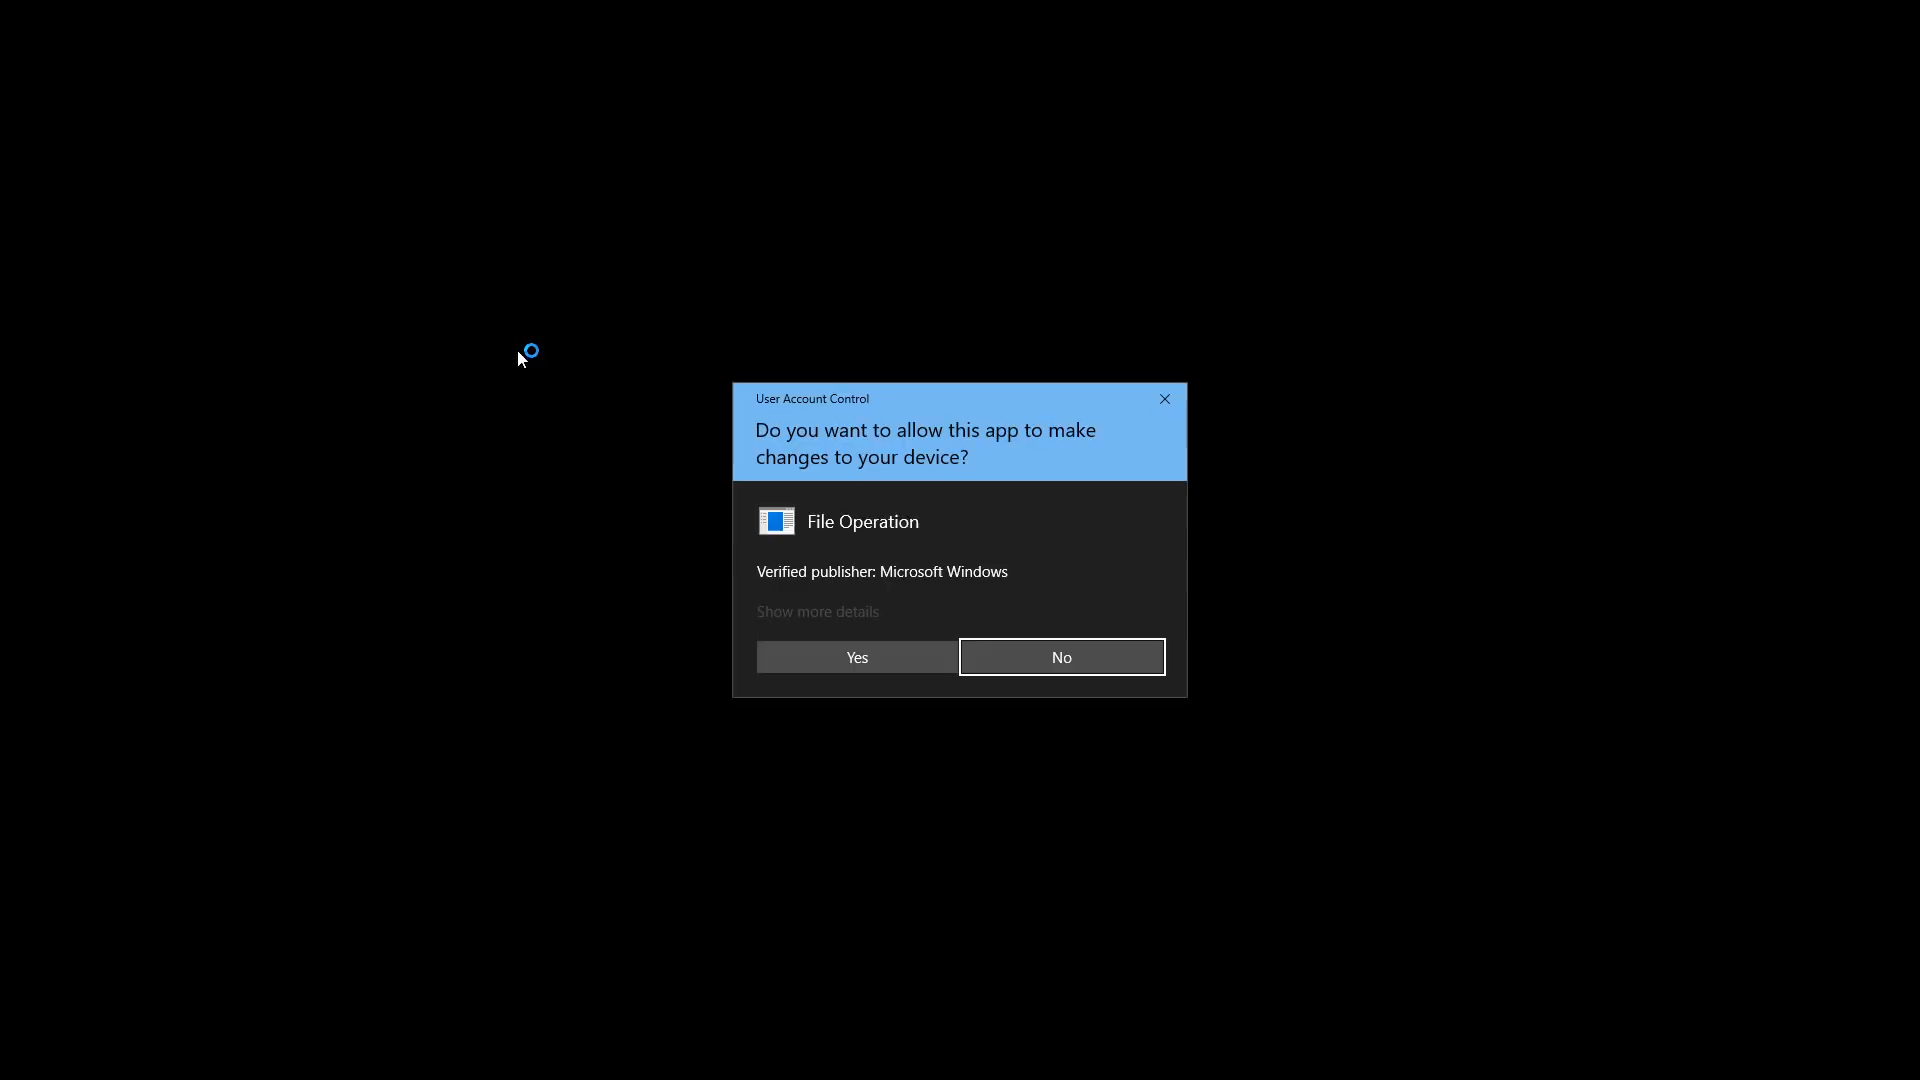 User Account Control
Do you want to allow this app to make
changes to your device?
File Operation
Verified publisher: Microsoft Windows
Show more details
Yes
No